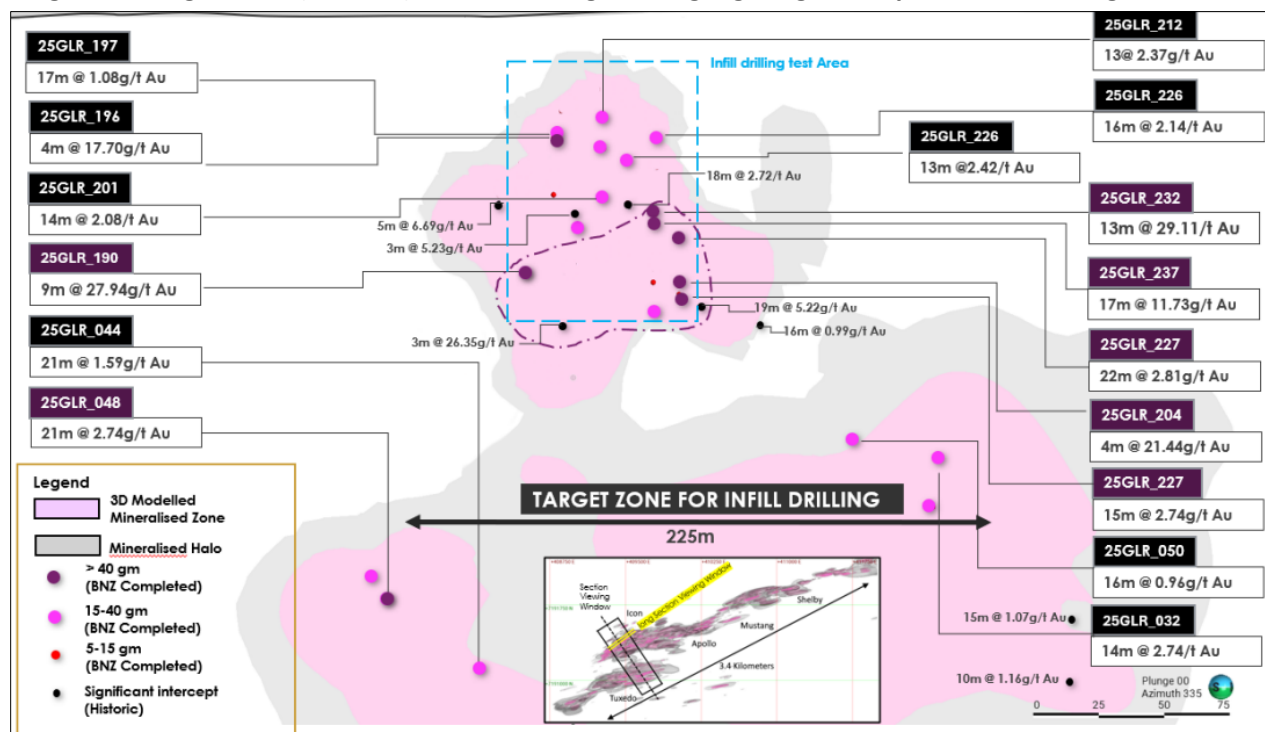 25GLR_197
17m @ 1.08g/t Au
25GLR_196
4m @ 17.70g/t Au
25GLR_201
14m @ 2.08/t Au
25GLR_190
9m @ 27.94g/t Au
25GLR_044
21m @ 1.59g/t Au
25GLR_048
21m @ 2.74g/t Au
Infill drilling test Area
18m @ 2.72/t Au
5m @ 6.69g/t Au
3m @ 5.23g/t Au
3m @ 26.35g/t Au
19m @ 5.22g/t Au
16m @ 0.99g/t Au
25GLR_212
13@ 2.37g/t Au
25GLR_226
16m @ 2.14/t Au
25GLR_226
13m @2.42/t Au
25GLR_232
13m @ 29.11/t Au
25GLR_237
17m @ 11.73g/t Au
25GLR_227
22m @ 2.81g/t Au
25GLR_204
4m @ 21.44g/t Au
25GLR_227
15m @ 2.74g/t Au
25GLR_050
16m @ 0.96g/t Au
25GLR_032
14m @ 2.74/t Au
15m @ 1.07g/t Au
10m @ 1.16g/t Au
TARGET ZONE FOR INFILL DRILLING
225m
Legend
3D Modelled
Mineralised Zone
Mineralised Halo
> 40 gm
(BNZ Completed)
15-40 gm
(BNZ Completed)
5-15 gm
(BNZ Completed)
Significant intercept
(Historic)
Section
Viewing
Window
long Section Viewing Window
Icon
Shelby
Mustang
Apollo
3.4 Kilometers
Tuxedo
Plunge 00
Azimuth 335
S
0 25 50 75